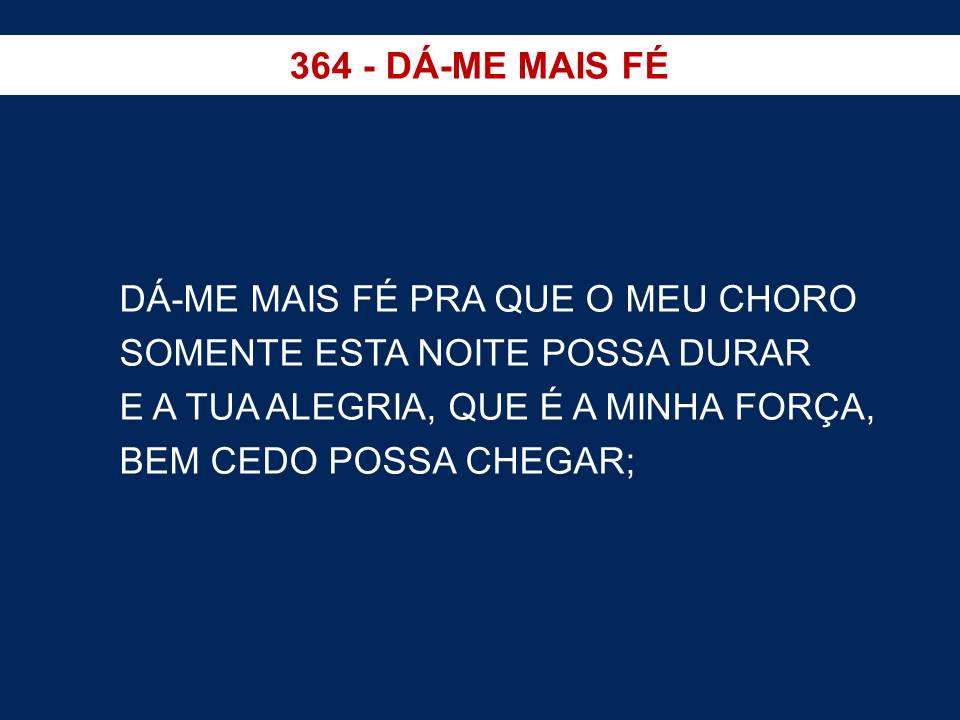 364 - DÁ-ME MAIS FÉ
DÁ-ME MAIS FÉ PRA QUE O MEU CHORO
SOMENTE ESTA NOITE POSSA DURAR
E A TUA ALEGRIA, QUE É A MINHA FORÇA,
BEM CEDO POSSA CHEGAR;